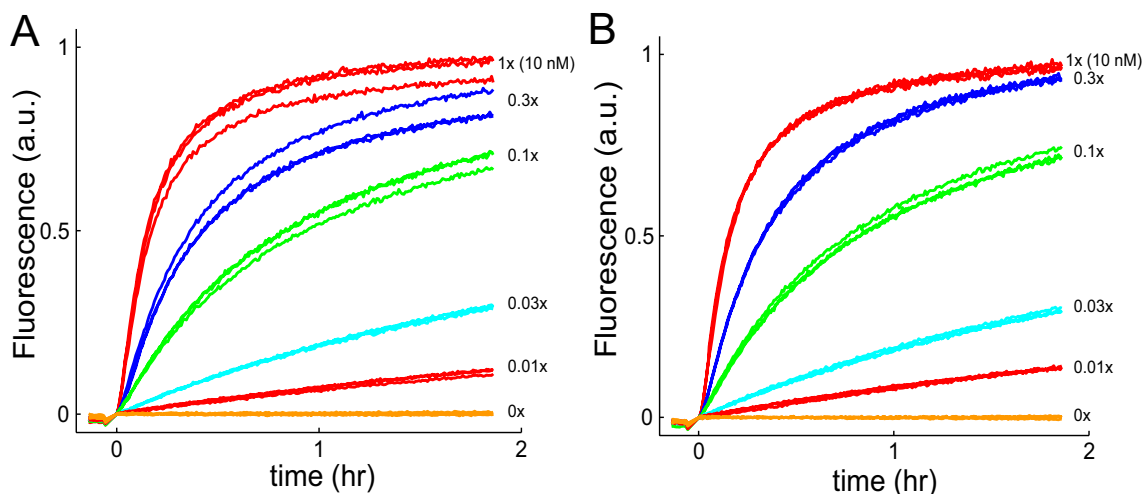 A
Fluorescence (a.u.)
1
0.5
0
1x (10 nM)
0.3x
0.1x
0.03x
0.01x
0x
0
1
2
time (hr)
B
Fluorescence (a.u.)
1
0.5
0
1x (10 nM)
0.3x
0.1x
0.03x
0.01x
0x
0
1
2
time (hr)